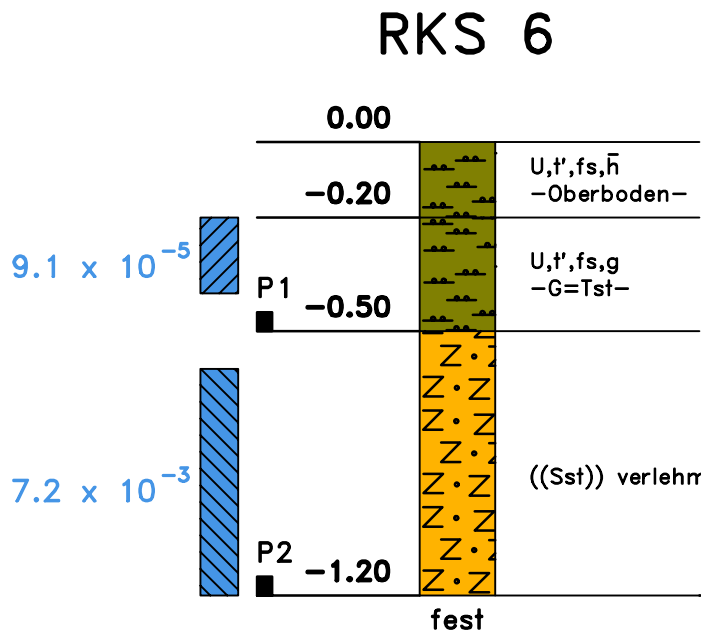 RKS 6
0.00
U,t',fs,h̄
-Oberboden-
-0.20
9.1 x 10⁻⁵
U,t',fs,g
-G=Tst-
P1
-0.50
7.2 x 10⁻³
((Sst)) verlehm
P2
-1.20
fest